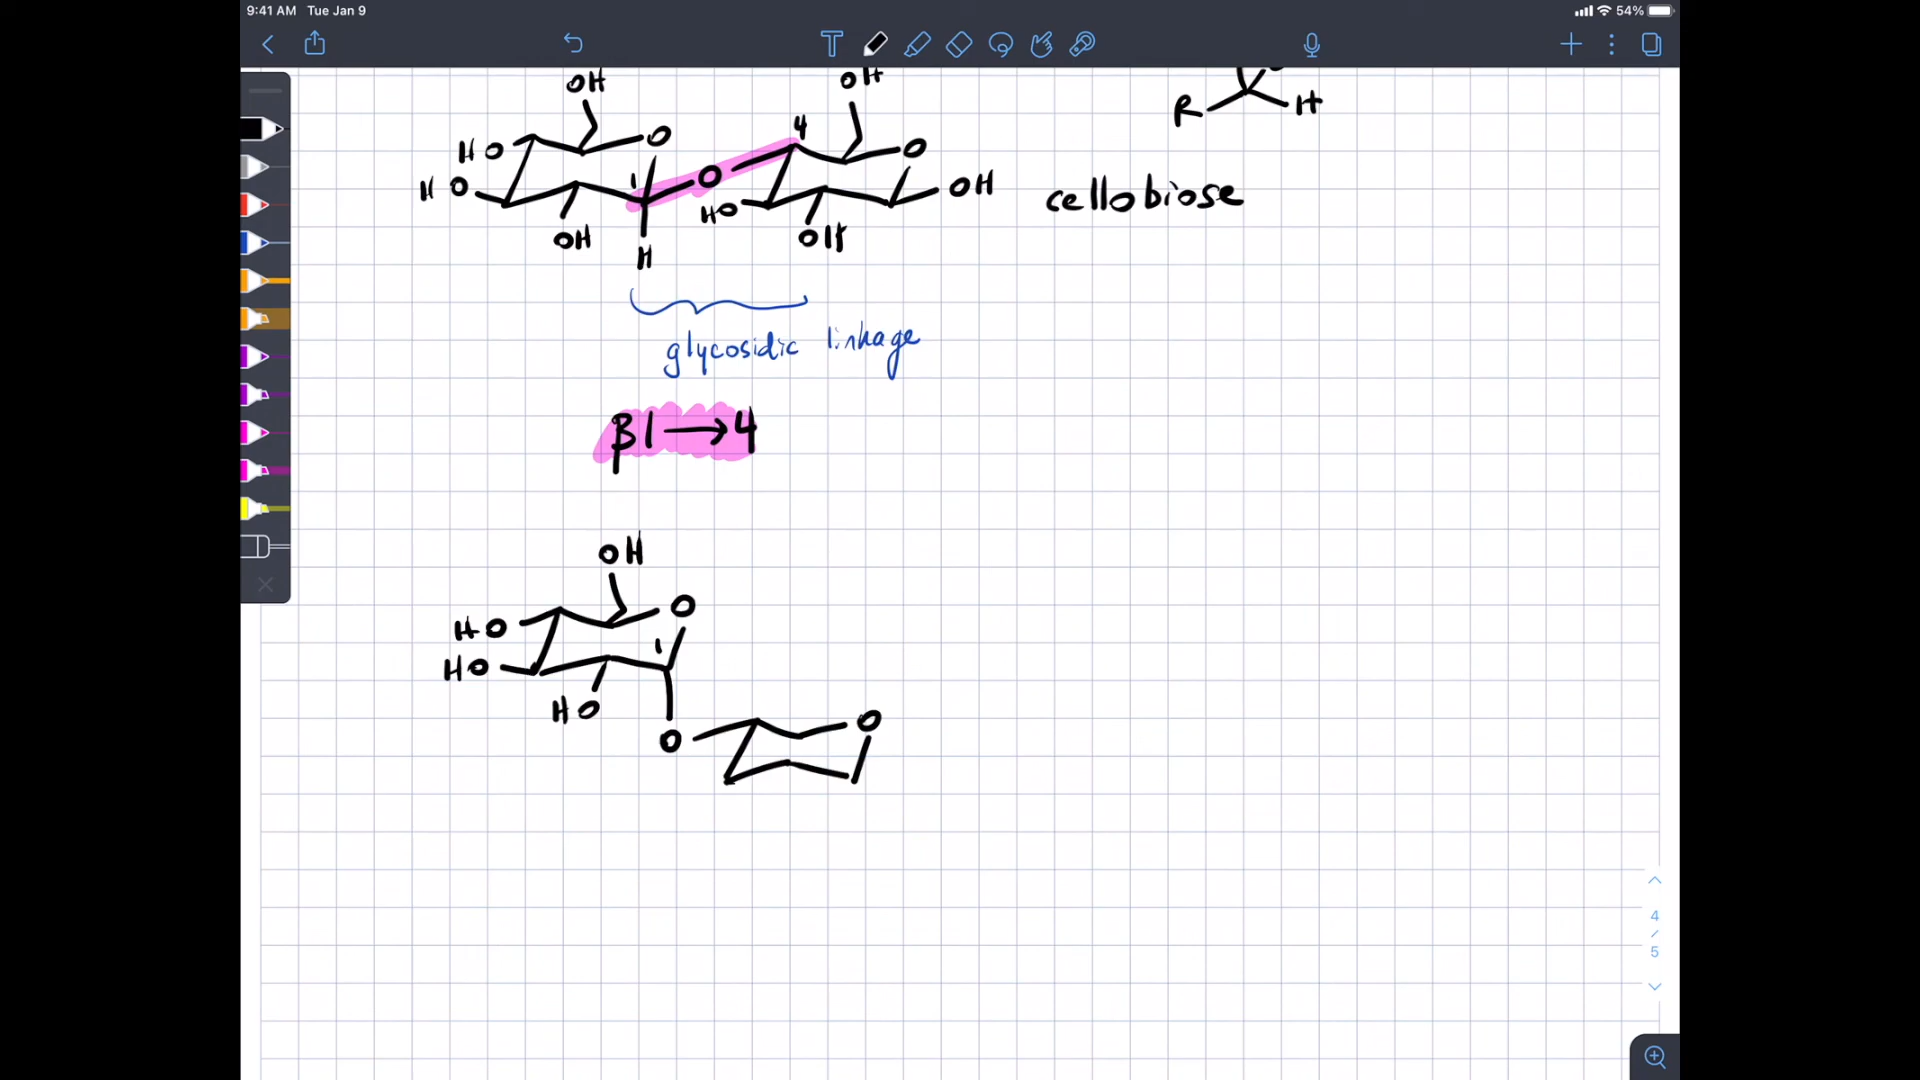 9:41 AM Tue Jan 9
54%
OH
OH
R
H
HO
O
4
O
HO
1
O
OH
cellobiose
HO
OH
OH
H
glycosidic linkage
β1→4
OH
O
HO
1
HO
HO
O
O
4
5